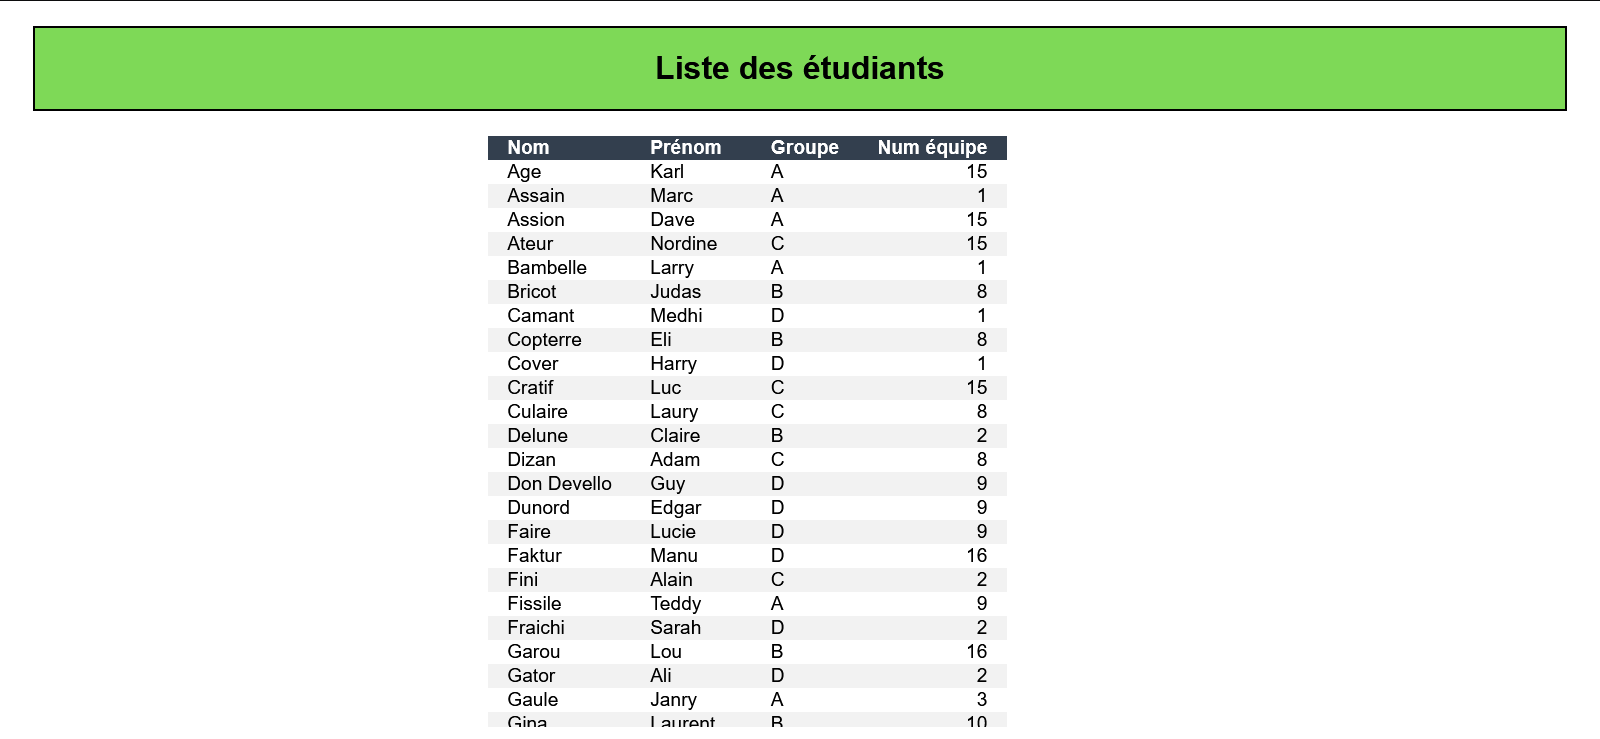 Liste des étudiants
Nom Prénom Groupe Num équipe
Age Karl A 15
Assain Marc A 1
Assion Dave A 15
Ateur Nordine C 15
Bambelle Larry A 1
Bricot Judas B 8
Camant Medhi D 1
Copterre Eli B 8
Cover Harry D 1
Cratif Luc C 15
Culaire Laury C 8
Delune Claire B 2
Dizan Adam C 8
Don Devello Guy D 9
Dunord Edgar D 9
Faire Lucie D 9
Faktur Manu D 16
Fini Alain C 2
Fissile Teddy A 9
Fraichi Sarah D 2
Garou Lou B 16
Gator Ali D 2
Gaule Janry A 3
Gina Laurent B 10